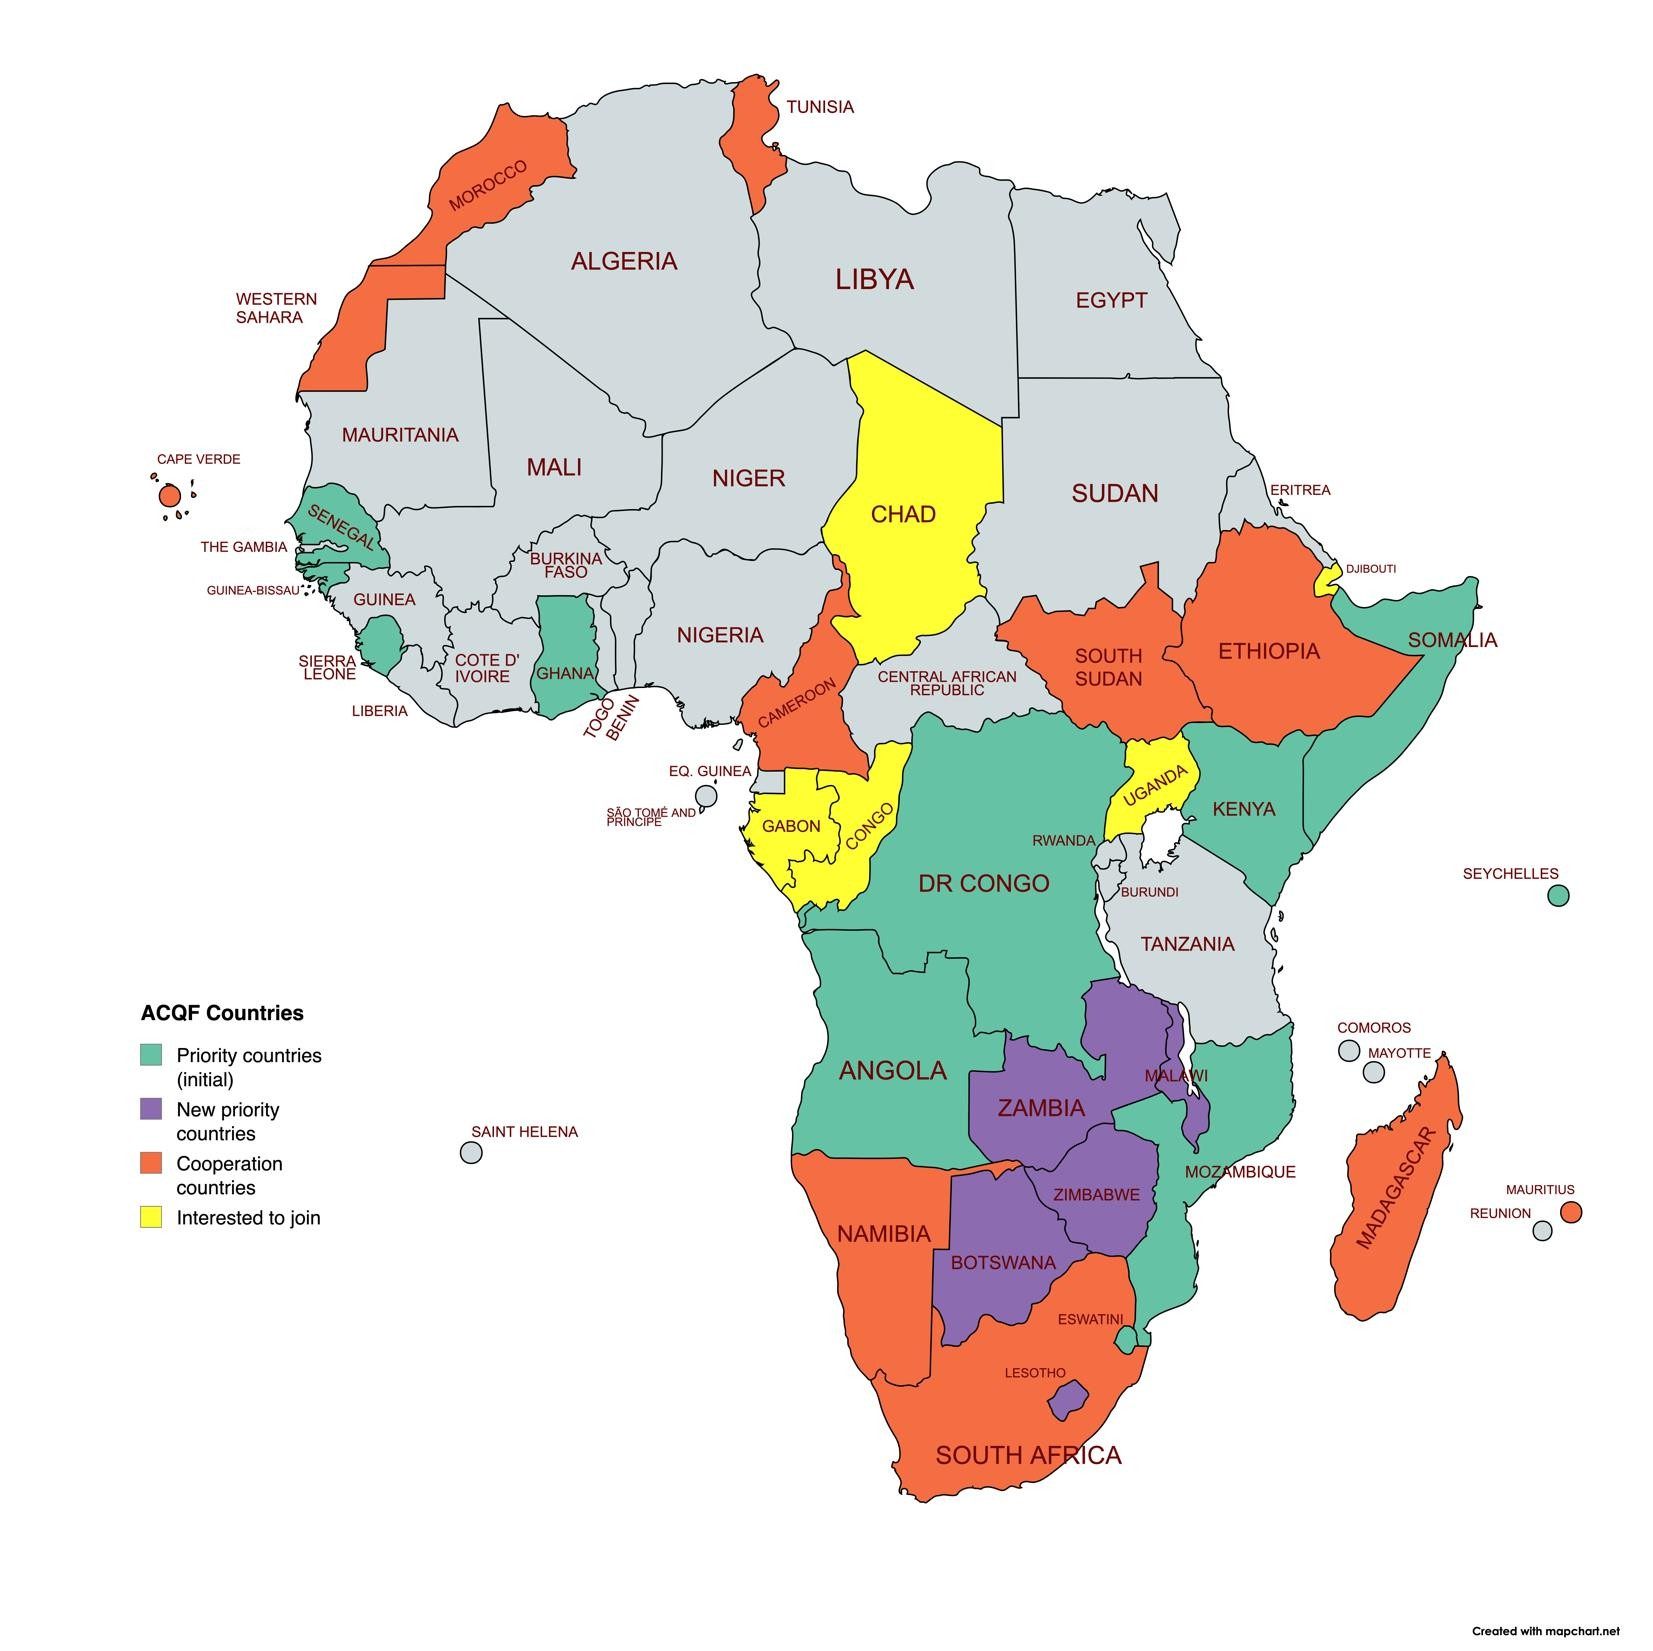 TUNISIA
MOROCCO
ALGERIA
LIBYA
EGYPT
WESTERN
SAHARA
MAURITANIA
MALI
NIGER
CHAD
SUDAN
ERITREA
CAPE VERDE
SENEGAL
THE GAMBIA
GUINEA-BISSAU
GUINEA
BURKINA
FASO
DJIBOUTI
SIERRA
LEONE
LIBERIA
COTE D'
IVOIRE
GHANA
TOGO
BENIN
NIGERIA
CAMEROON
CENTRAL AFRICAN
REPUBLIC
SOUTH
SUDAN
ETHIOPIA
SOMALIA
EQ. GUINEA
SÃO TOMÉ AND
PRÍNCIPE
GABON
CONGO
DR CONGO
UGANDA
KENYA
RWANDA
BURUNDI
TANZANIA
SEYCHELLES
ACQF Countries
Priority countries
(initial)
New priority
countries
Cooperation
countries
Interested to join
SAINT HELENA
ANGOLA
ZAMBIA
MALAWI
COMOROS
MAYOTTE
MOZAMBIQUE
ZIMBABWE
MADAGASCAR
MAURITIUS
REUNION
NAMIBIA
BOTSWANA
ESWATINI
LESOTHO
SOUTH AFRICA
Created with mapchart.net